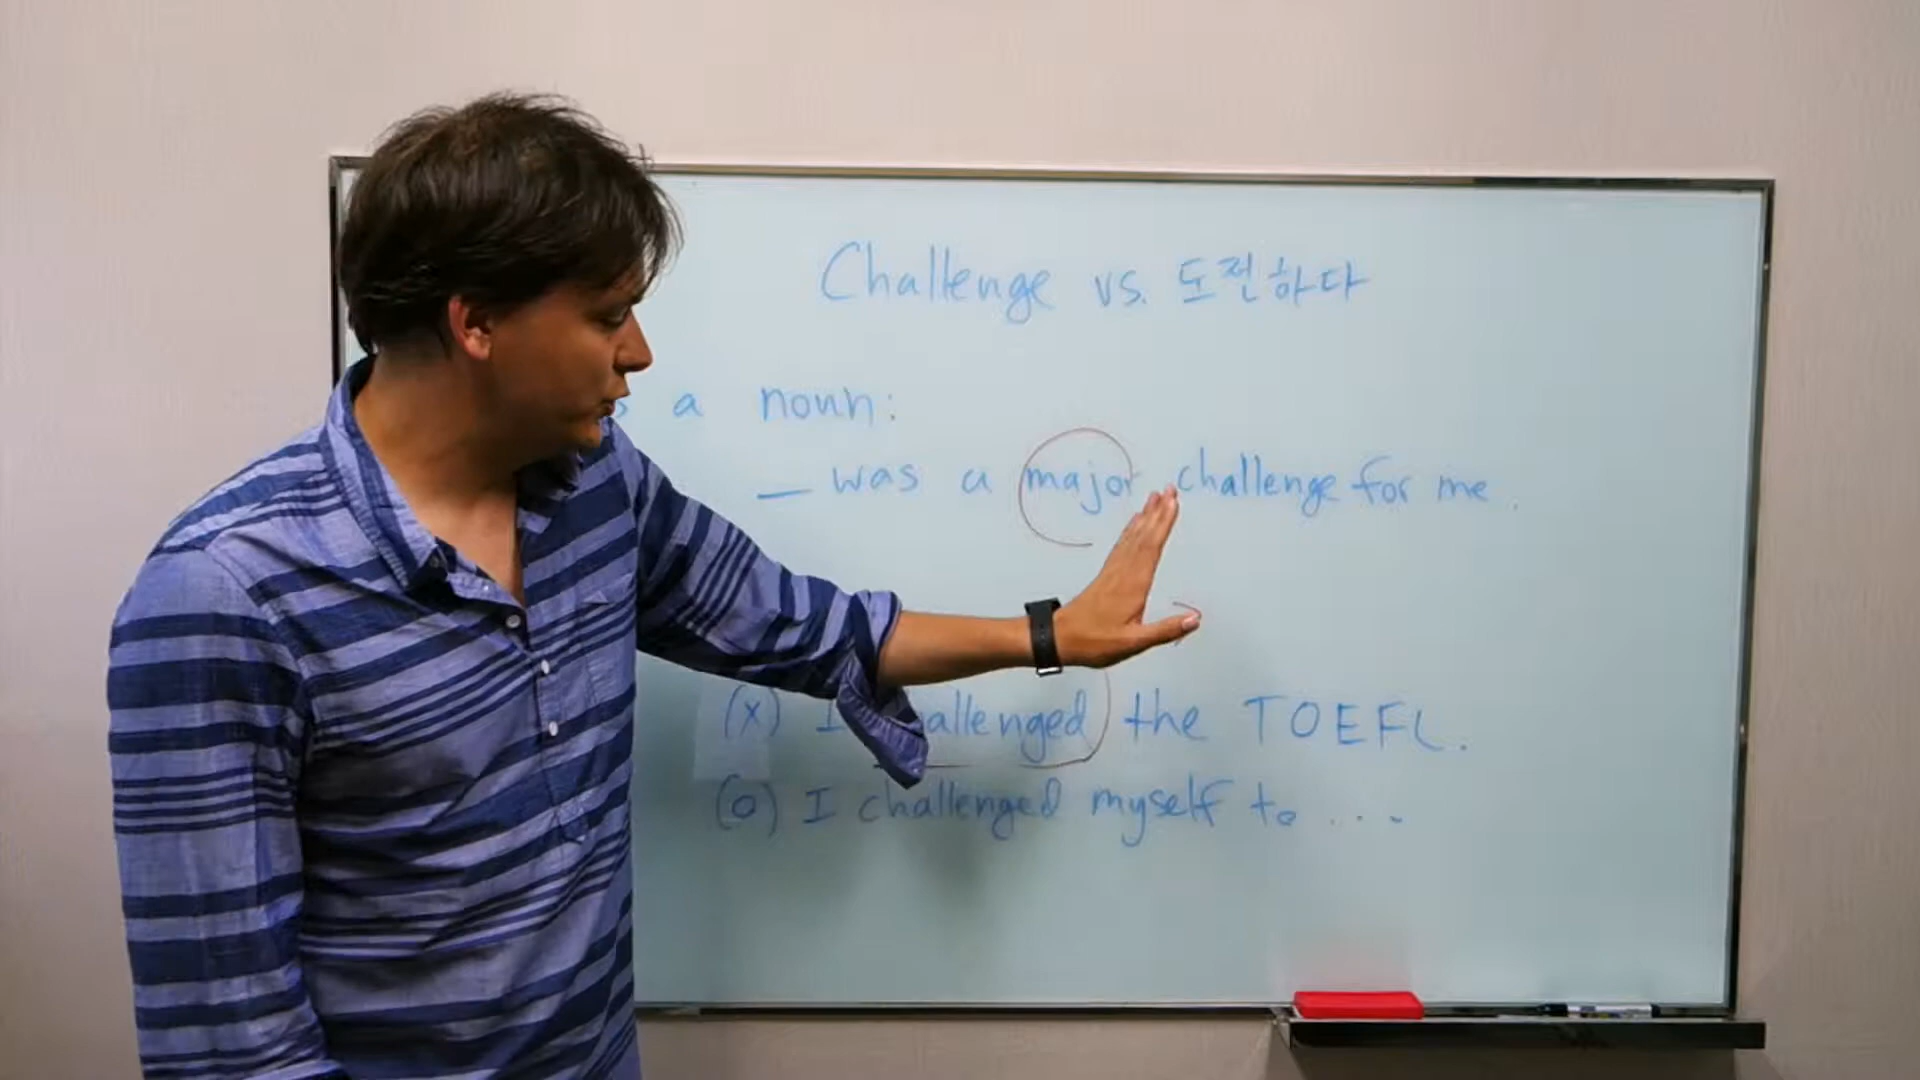 Challenge vs. 도전하다
a noun:
_ was a major challenge for me.
(x) I challenged the TOEFL.
(o) I challenged myself to ....